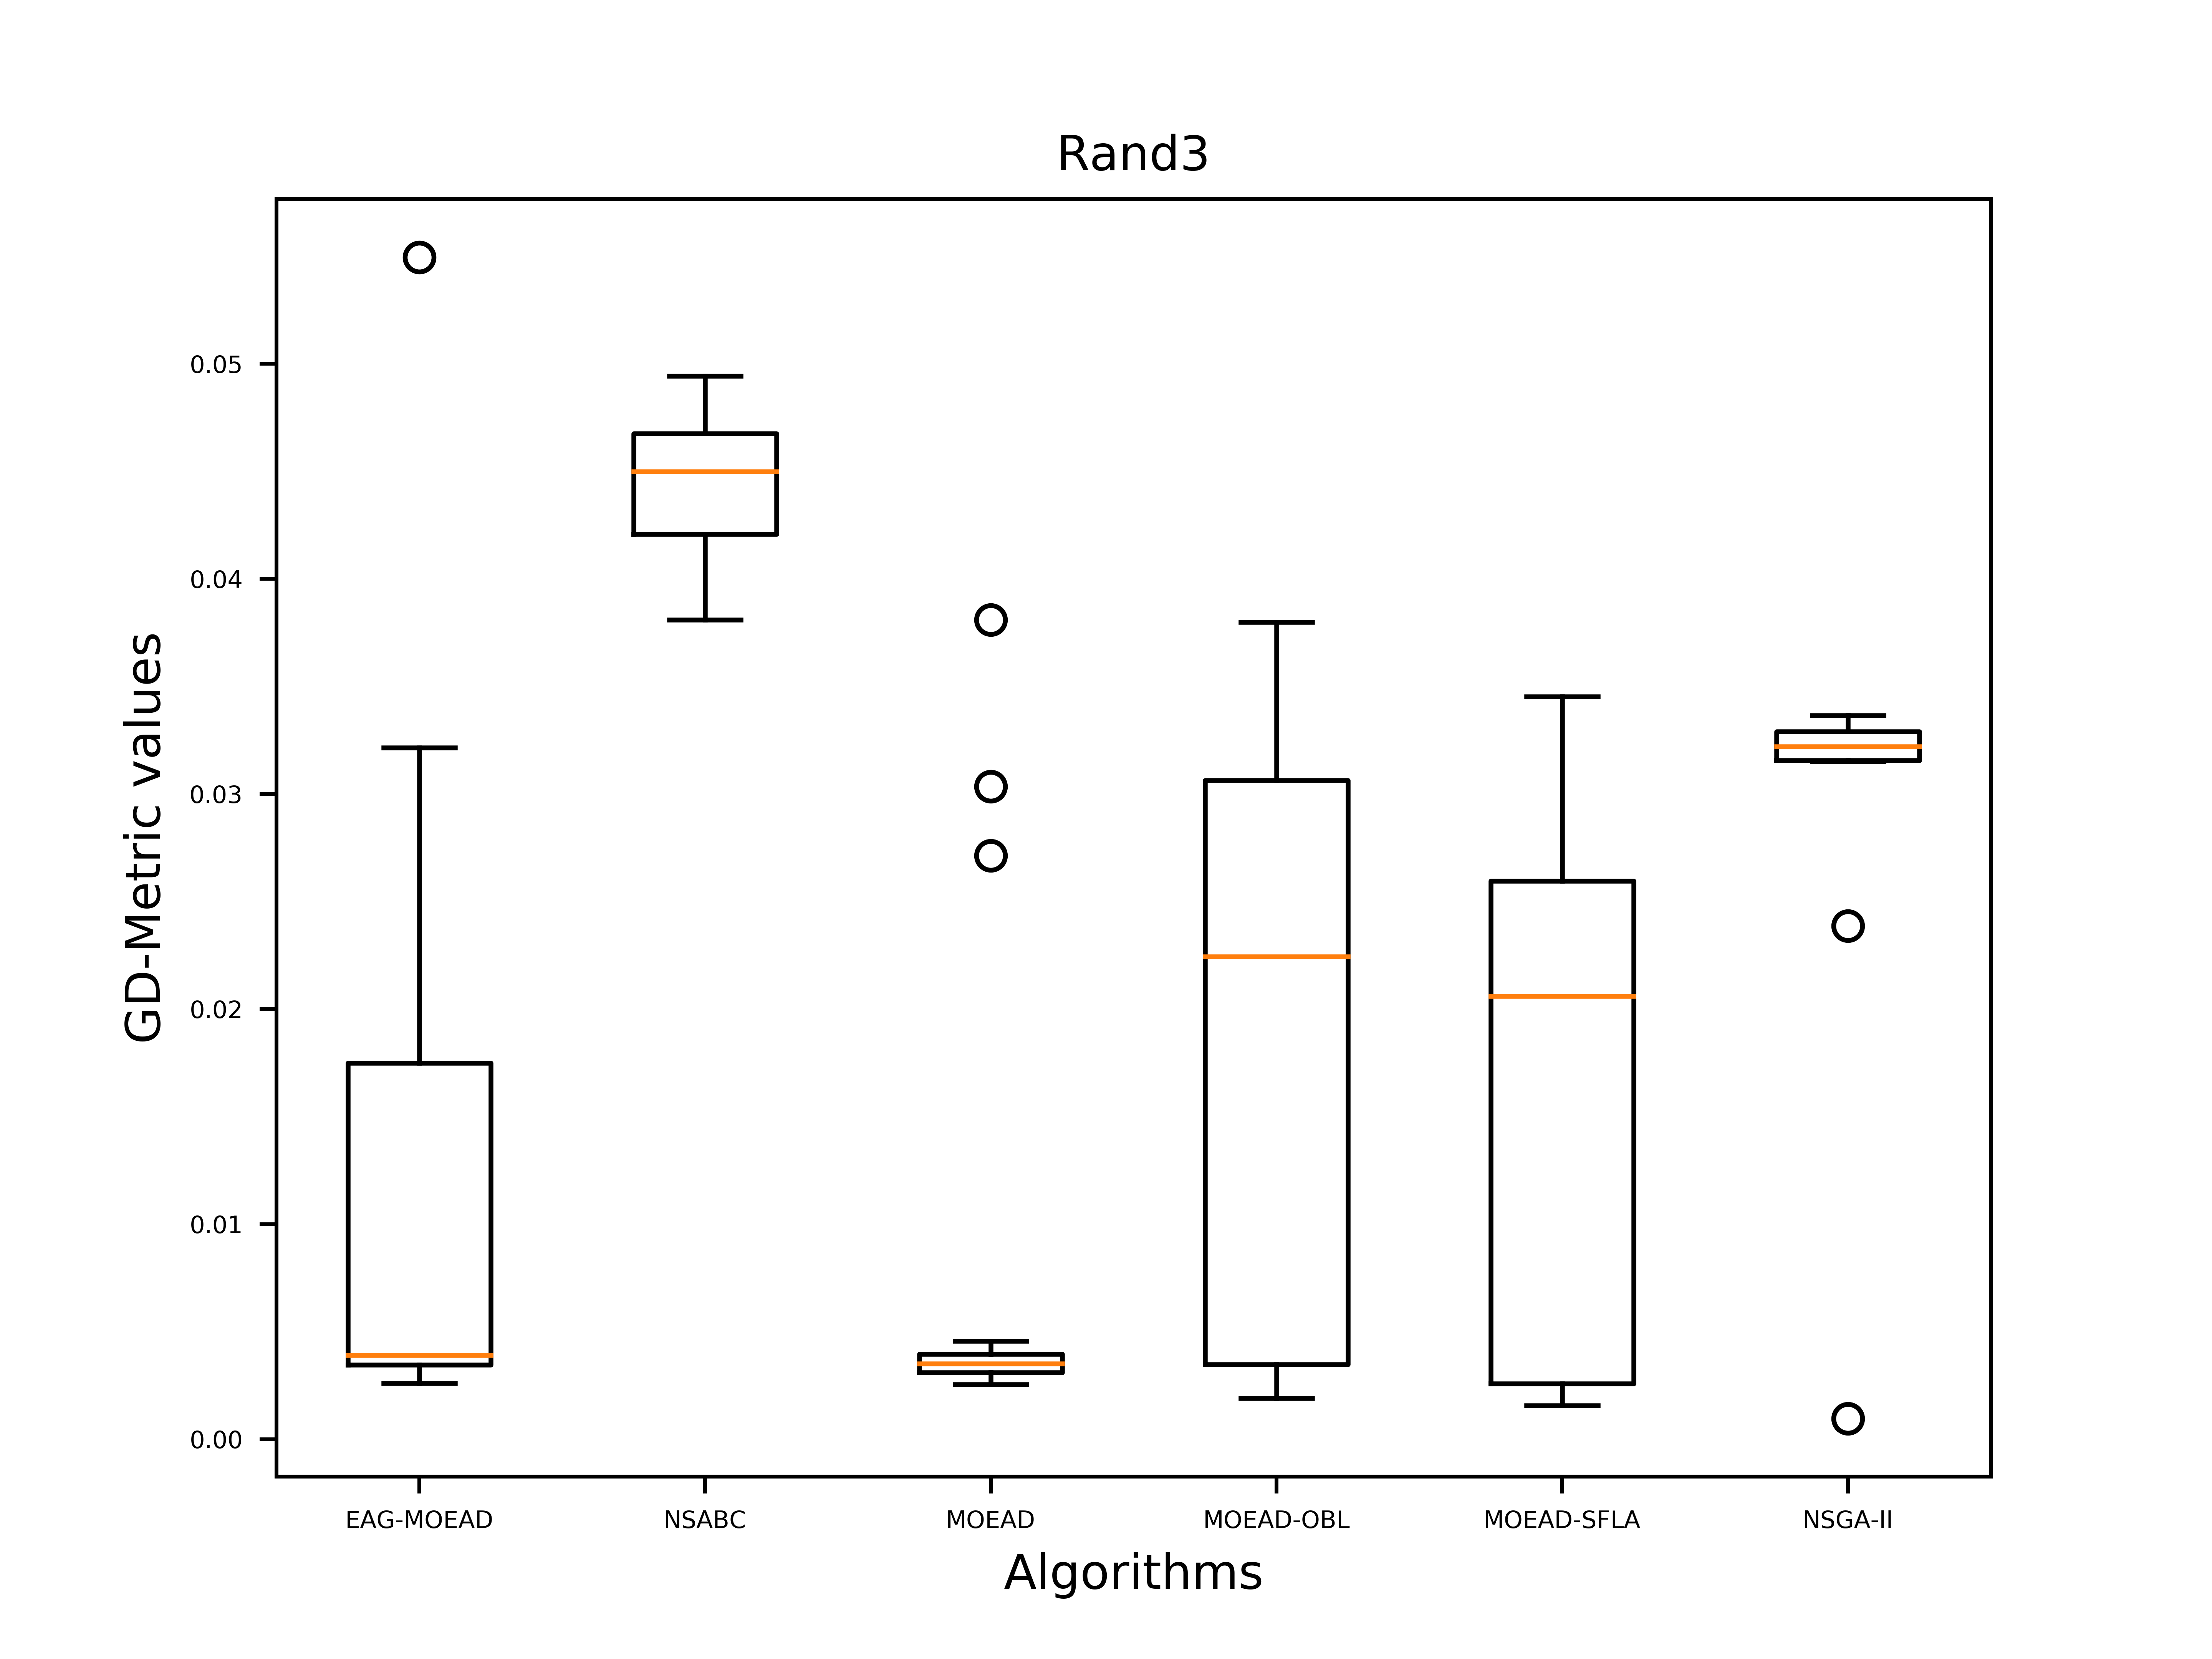 Rand3
GD-Metric values
0.05
0.04
0.03
0.02
0.01
0.00
EAG-MOEAD NSABC MOEAD MOEAD-OBL MOEAD-SFLA NSGA-II
Algorithms